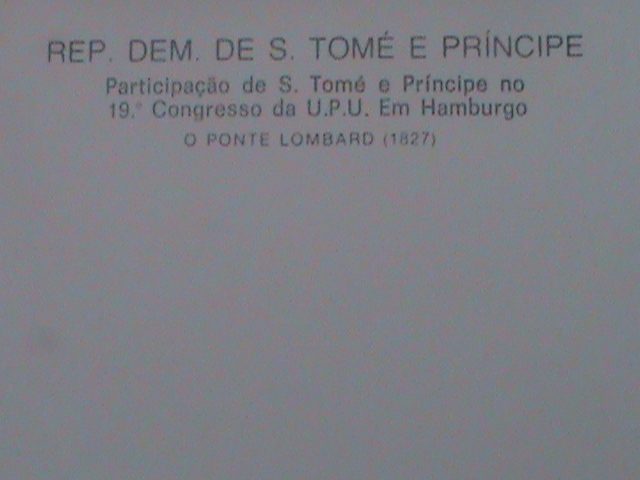 REP. DEM. DE S. TOMÉ E PRÍNCIPE
Participação de S. Tomé e Príncipe no
19.° Congresso da U.P.U. Em Hamburgo
O PONTE LOMBARD (1827)